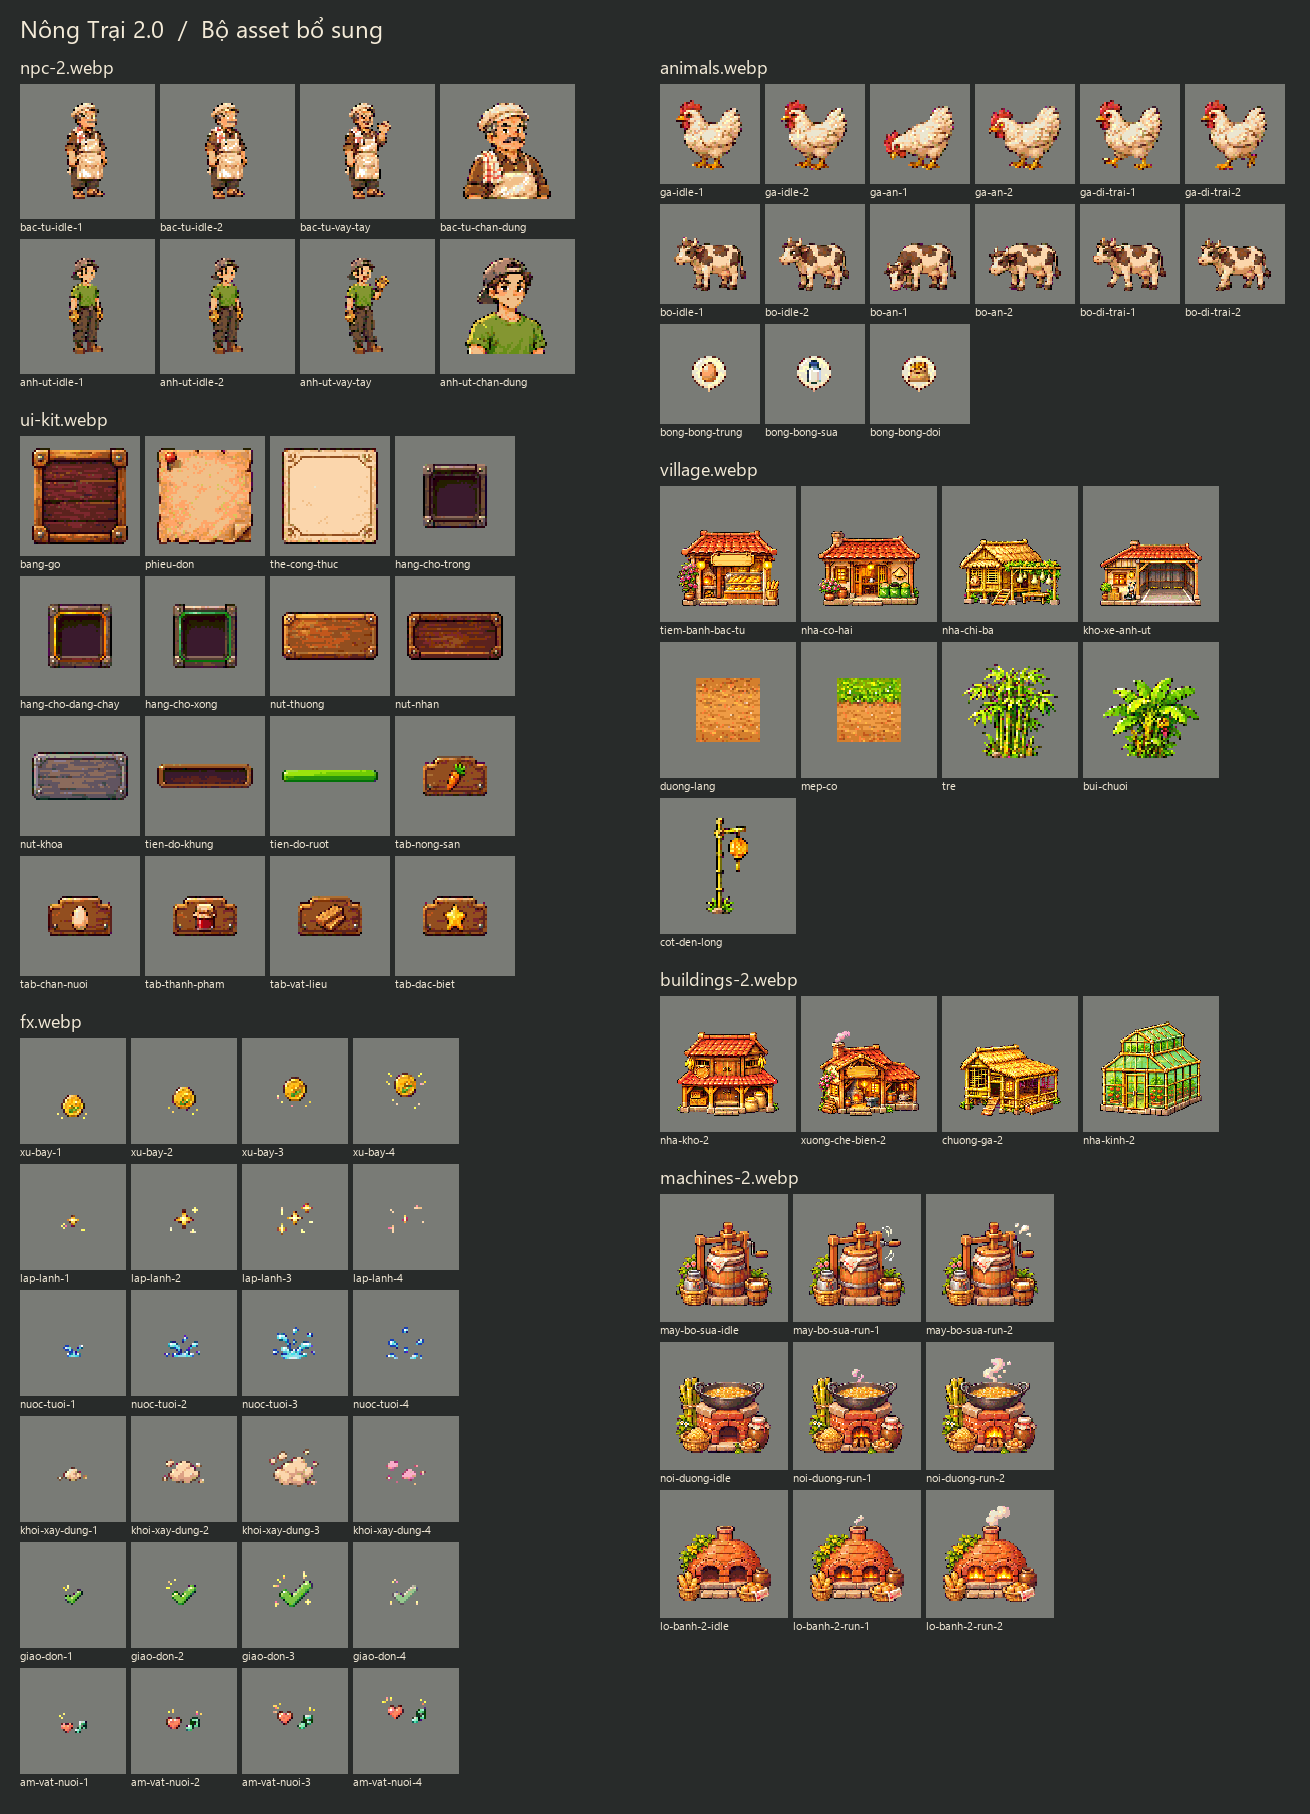 Nông Trại 2.0 / Bộ asset bổ sung
npc-2.webp
bac-tu-idle-1 bac-tu-idle-2 bac-tu-vay-tay bac-tu-chan-dung
anh-ut-idle-1 anh-ut-idle-2 anh-ut-vay-tay anh-ut-chan-dung
ui-kit.webp
bang-go phieu-don the-cong-thuc hang-cho-trong
hang-cho-dang-chay hang-cho-xong nut-thuong nut-nhan
nut-khoa tien-do-khung tien-do-ruot tab-nong-san
tab-chan-nuoi tab-thanh-pham tab-vat-lieu tab-dac-biet
fx.webp
xu-bay-1 xu-bay-2 xu-bay-3 xu-bay-4
lap-lanh-1 lap-lanh-2 lap-lanh-3 lap-lanh-4
nuoc-tuoi-1 nuoc-tuoi-2 nuoc-tuoi-3 nuoc-tuoi-4
khoi-xay-dung-1 khoi-xay-dung-2 khoi-xay-dung-3 khoi-xay-dung-4
giao-don-1 giao-don-2 giao-don-3 giao-don-4
am-vat-nuoi-1 am-vat-nuoi-2 am-vat-nuoi-3 am-vat-nuoi-4
animals.webp
ga-idle-1 ga-idle-2 ga-an-1 ga-an-2 ga-di-trai-1 ga-di-trai-2
bo-idle-1 bo-idle-2 bo-an-1 bo-an-2 bo-di-trai-1 bo-di-trai-2
bong-bong-trung bong-bong-sua bong-bong-doi
village.webp
tiem-banh-bac-tu nha-co-hai nha-chi-ba kho-xe-anh-ut
duong-lang mep-co tre bui-chuoi
cot-den-long
buildings-2.webp
nha-kho-2 xuong-che-bien-2 chuong-ga-2 nha-kinh-2
machines-2.webp
may-bo-sua-idle may-bo-sua-run-1 may-bo-sua-run-2
noi-duong-idle noi-duong-run-1 noi-duong-run-2
lo-banh-2-idle lo-banh-2-run-1 lo-banh-2-run-2